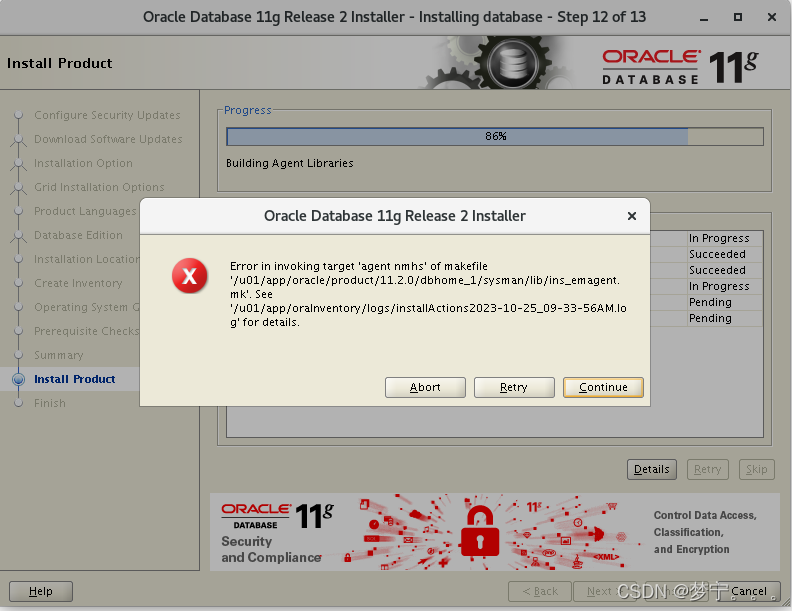 Oracle Database 11g Release 2 Installer - Installing database - Step 12 of 13
Install Product
ORACLE
DATABASE 11g
Configure Security Updates
Download Software Updates
Installation Option
Grid Installation Options
Product Languages
Database Edition
Installation Location
Create Inventory
Operating System G
Prerequisite Checks
Summary
Install Product
Finish
Progress
86%
Building Agent Libraries
In Progress
Succeeded
Succeeded
In Progress
Pending
Pending
Oracle Database 11g Release 2 Installer
Error in invoking target 'agent nmhs' of makefile
'/u01/app/oracle/product/11.2.0/dbhome_1/sysman/lib/ins_emagent.
mk'. See
'/u01/app/oraInventory/logs/installActions2023-10-25_09-33-56AM.lo
g' for details.
Abort
Retry
Continue
Details
Retry
Skip
ORACLE
DATABASE 11g
Security
and Compliance
11g
<XML>
Control Data Access,
Classification,
and Encryption
Help
< Back
Next
Cancel
CSDN @梦宁。。。